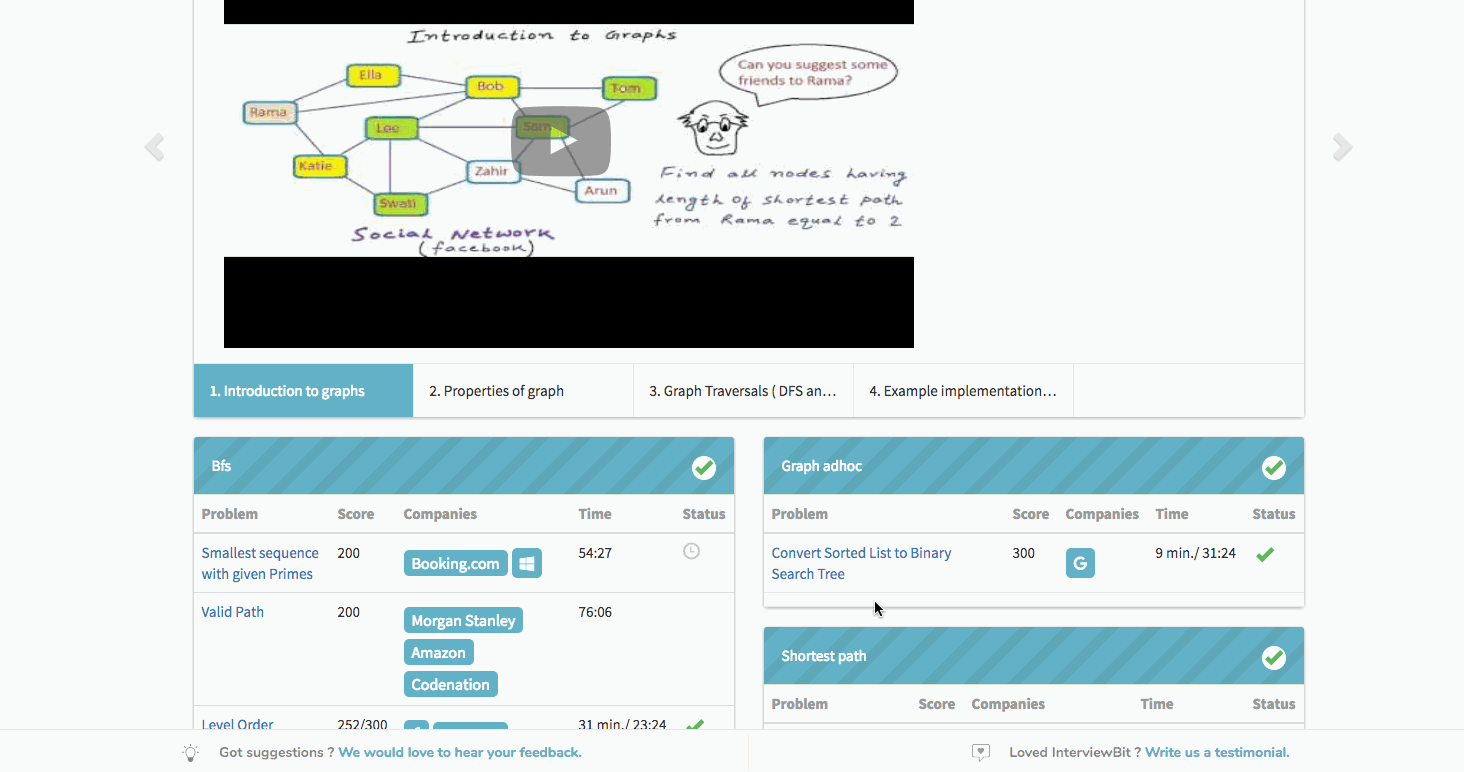 Introduction to Graphs
Can you suggest some
friends to Rama?
Ella
Bob
Tom
Rama
Lee
Sam
Katie
Zahir
Arun
Swati
Find all nodes having
length of shortest path
from Rama equal to 2
Social Network
(facebook)
1. Introduction to graphs
2. Properties of graph
3. Graph Traversals ( DFS an...
4. Example implementation...
Bfs
Problem Score Companies Time Status
Smallest sequence
with given Primes
200
Booking.com
54:27
Valid Path
200
Morgan Stanley
Amazon
Codenation
76:06
Level Order
252/300
31 min./ 23:24
Graph adhoc
Problem Score Companies Time Status
Convert Sorted List to Binary
Search Tree
300
G
9 min./ 31:24
Shortest path
Problem Score Companies Time Status
Got suggestions ? We would love to hear your feedback.
Loved InterviewBit ? Write us a testimonial.